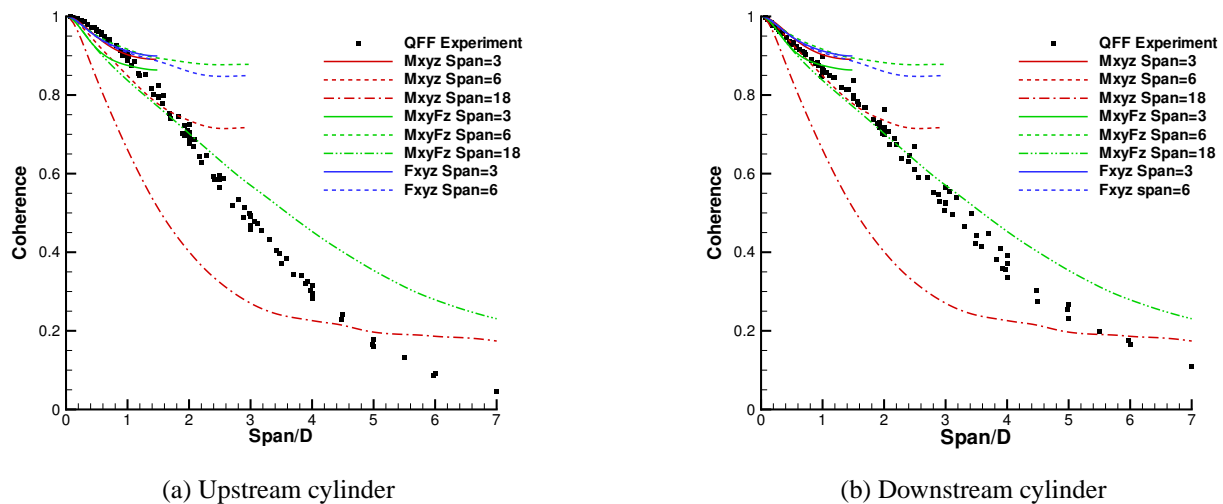 1
0.8
0.6
0.4
0.2
0
Coherence
0 1 2 3 4 5 6 7
Span/D
QFF Experiment
Mxyz Span=3
Mxyz Span=6
Mxyz Span=18
MxyFz Span=3
MxyFz Span=6
MxyFz Span=18
Fxyz Span=3
Fxyz Span=6
(a) Upstream cylinder
1
0.8
0.6
0.4
0.2
0
Coherence
0 1 2 3 4 5 6 7
Span/D
QFF Experiment
Mxyz Span=3
Mxyz Span=6
Mxyz Span=18
MxyFz Span=3
MxyFz Span=6
MxyFz Span=18
Fxyz Span=3
Fxyz span=6
(b) Downstream cylinder